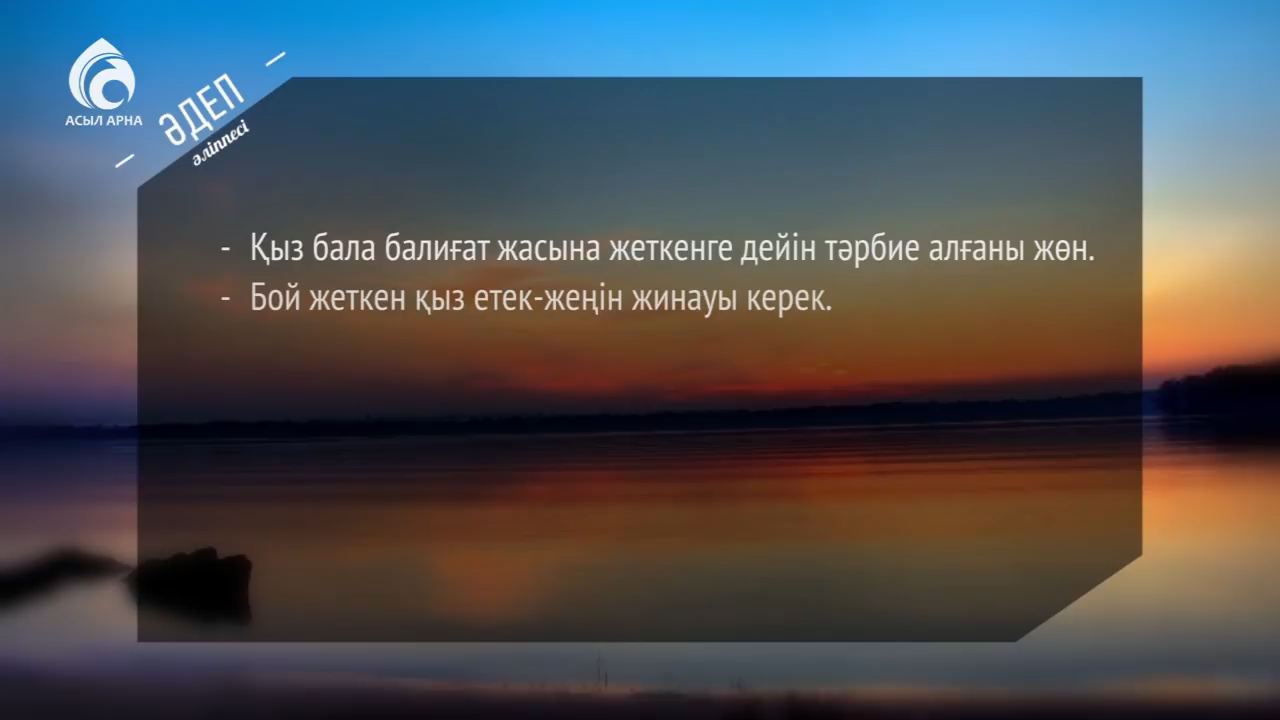 АСЫЛ АРНА
ӘДЕП
әліппесі
- Қыз бала балиғат жасына жеткенге дейін тәрбие алғаны жөн.
- Бой жеткен қыз етек-жеңін жинауы керек.